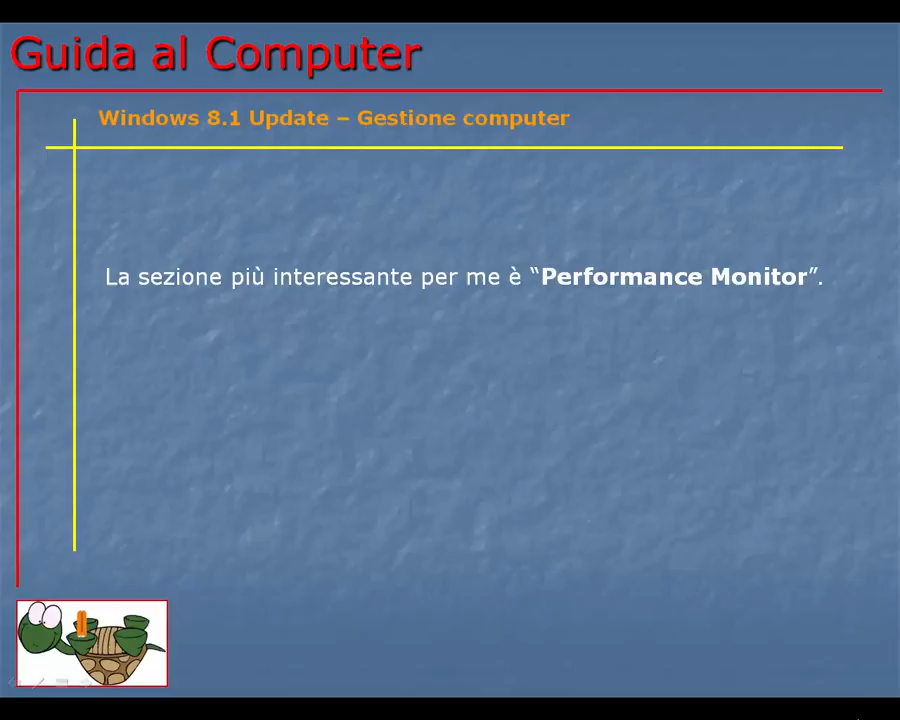 Guida al Computer
Windows 8.1 Update – Gestione computer
La sezione più interessante per me è “Performance Monitor”.